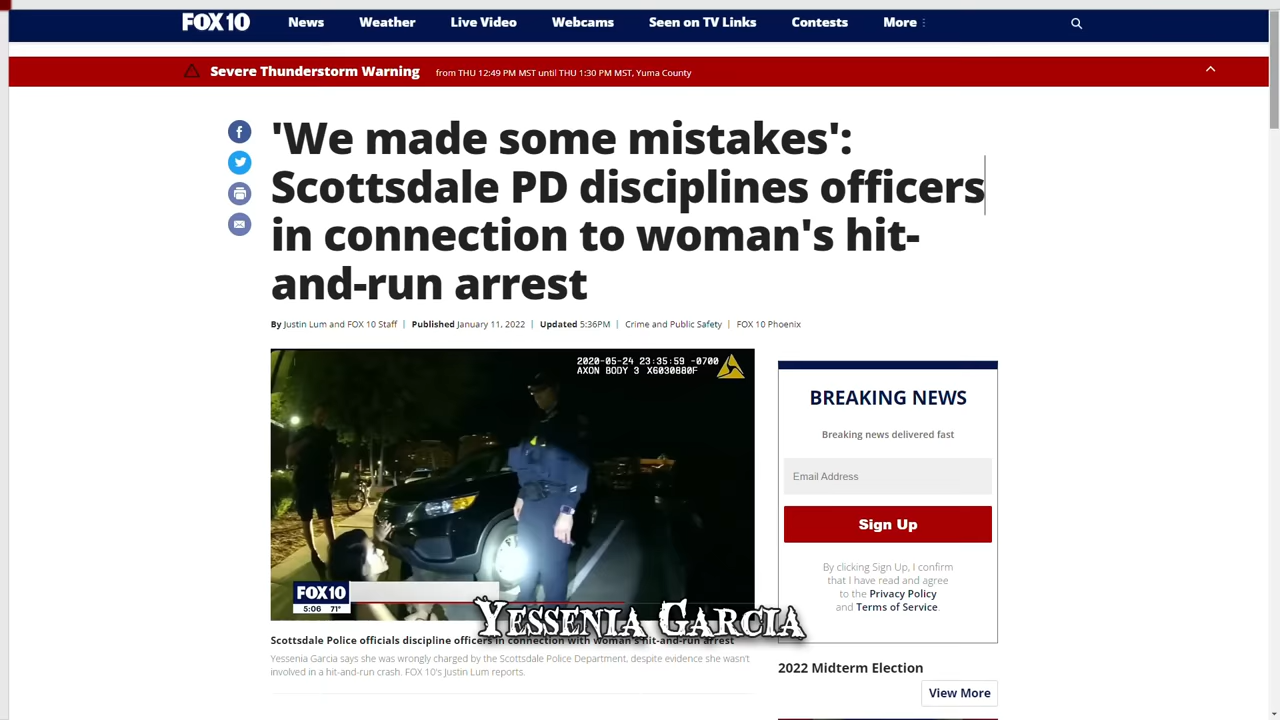 FOX 10 News Weather Live Video Webcams Seen on TV Links Contests More
Severe Thunderstorm Warning from THU 12:49 PM MST until THU 1:30 PM MST, Yuma County
'We made some mistakes':
Scottsdale PD disciplines officers
in connection to woman's hit-
and-run arrest
By Justin Lum and FOX 10 Staff | Published January 11, 2022 | Updated 5:36PM | Crime and Public Safety | FOX 10 Phoenix
2020-05-24 23:35:59 -0700
AXON BODY 3 X6030880F
FOX 10
5:06 71°
YESSENIA GARCIA
Scottsdale Police officials discipline officers in connection with woman's hit-and-run arrest
Yessenia Garcia says she was wrongly charged by the Scottsdale Police Department, despite evidence she wasn't
involved in a hit-and-run crash. FOX 10's Justin Lum reports.
BREAKING NEWS
Breaking news delivered fast
Email Address
Sign Up
By clicking Sign Up, I confirm
that I have read and agree
to the Privacy Policy
and Terms of Service.
2022 Midterm Election
View More